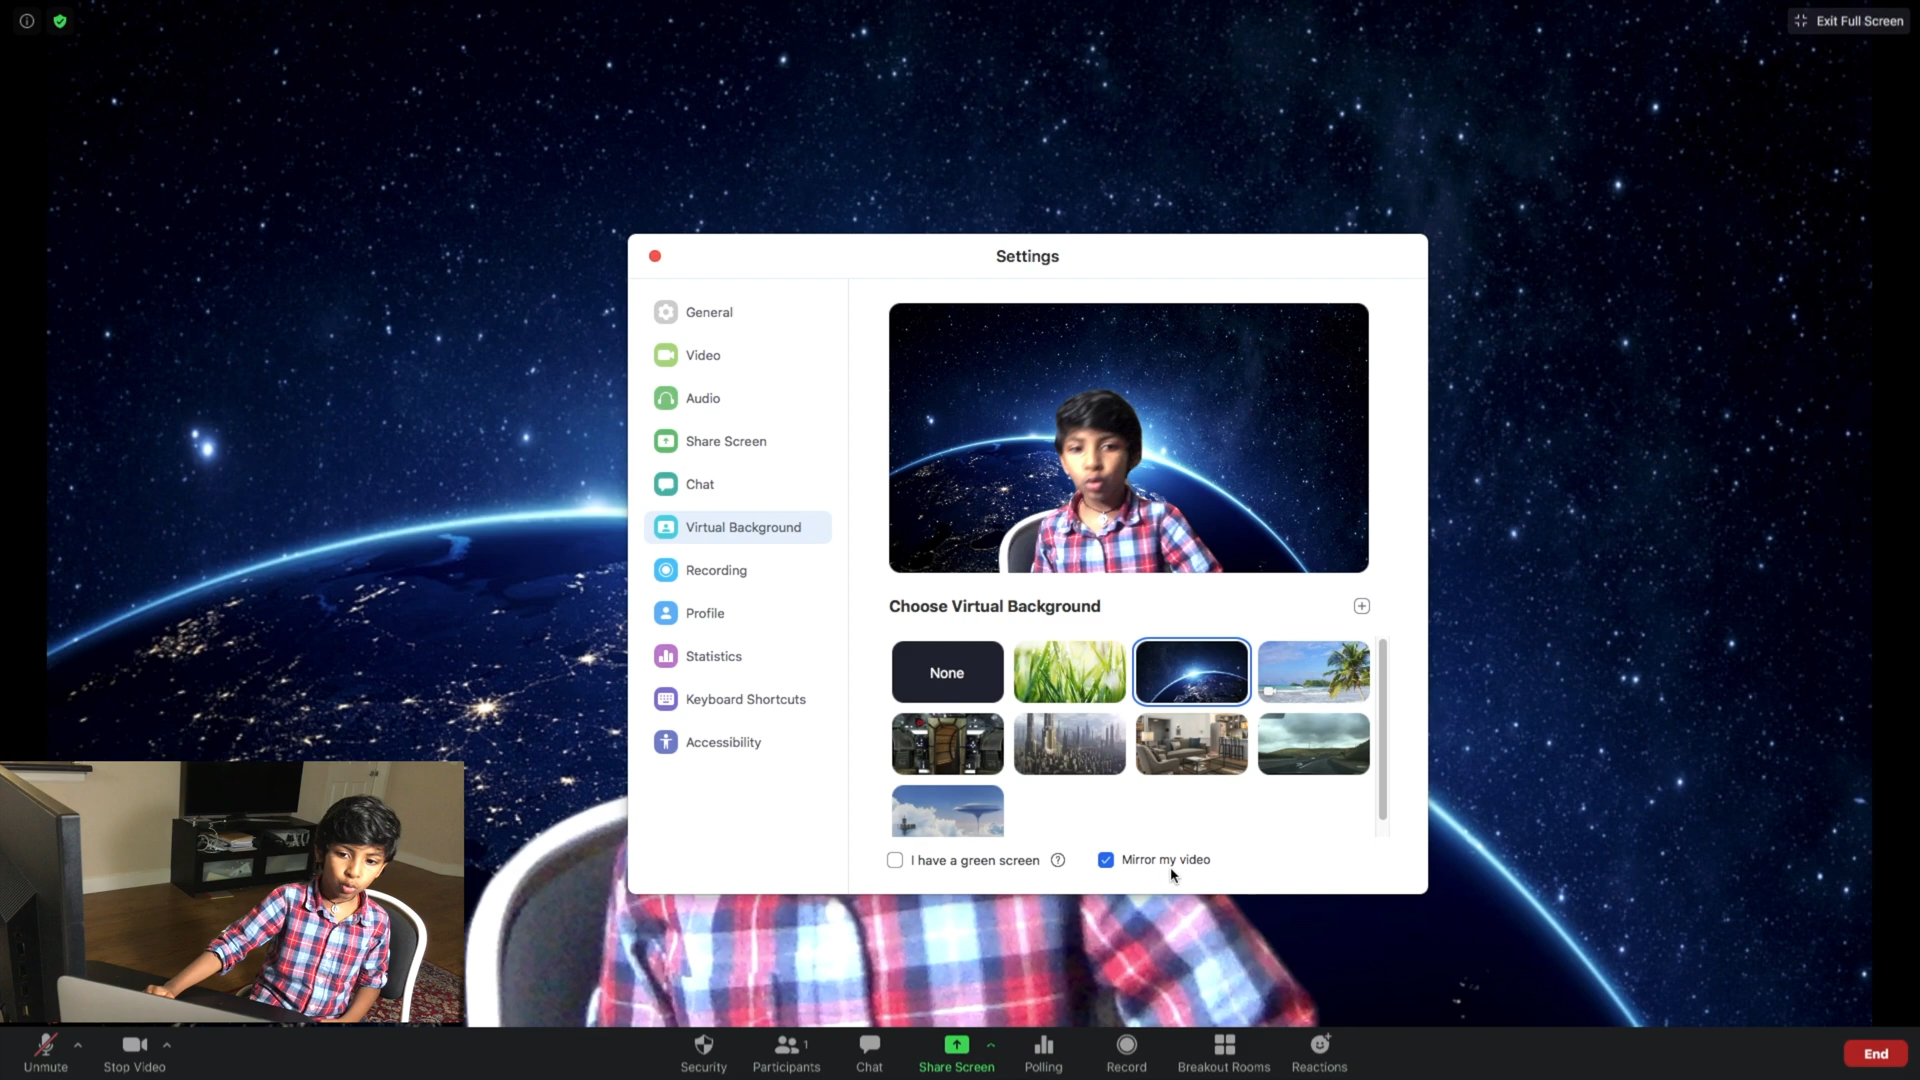 Exit Full Screen
Settings
General
Video
Audio
Share Screen
Chat
Virtual Background
Recording
Profile
Statistics
Keyboard Shortcuts
Accessibility
Choose Virtual Background
None
I have a green screen ?
Mirror my video
Unmute
Stop Video
Security
Participants 1
Chat
Share Screen
Polling
Record
Breakout Rooms
Reactions
End